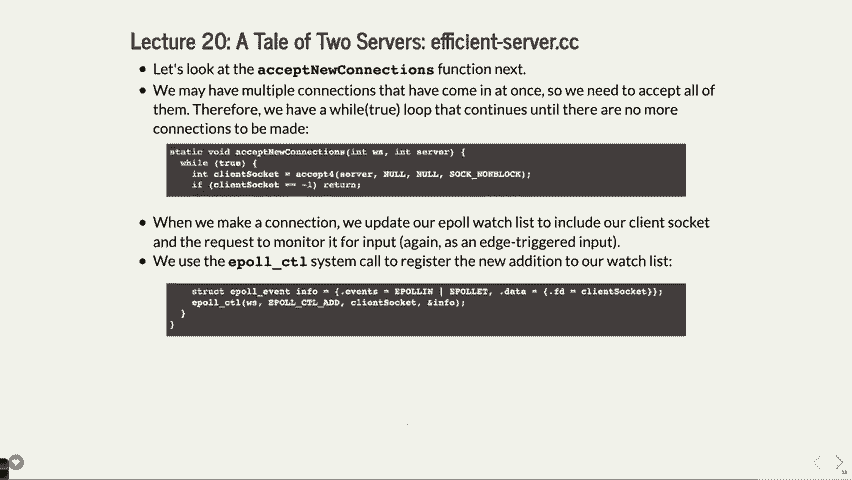 Lecture 20: A Tale of Two Servers: efficient-server.cc
• Let's look at the acceptNewConnections function next.
• We may have multiple connections that have come in at once, so we need to accept all of
them. Therefore, we have a while(true) loop that continues until there are no more
connections to be made:
static void acceptNewConnections(int ws, int server) {
while (true) {
int clientSocket = accept4(server, NULL, NULL, SOCK_NONBLOCK);
if (clientSocket == -1) return;
• When we make a connection, we update our epoll watch list to include our client socket
and the request to monitor it for input (again, as an edge-triggered input).
• We use the epoll_ctl system call to register the new addition to our watch list:
struct epoll_event info = {.events = EPOLLIN | EPOLLET, .data = {.fd = clientSocket}};
epoll_ctl(ws, EPOLL_CTL_ADD, clientSocket, &info);
}
}